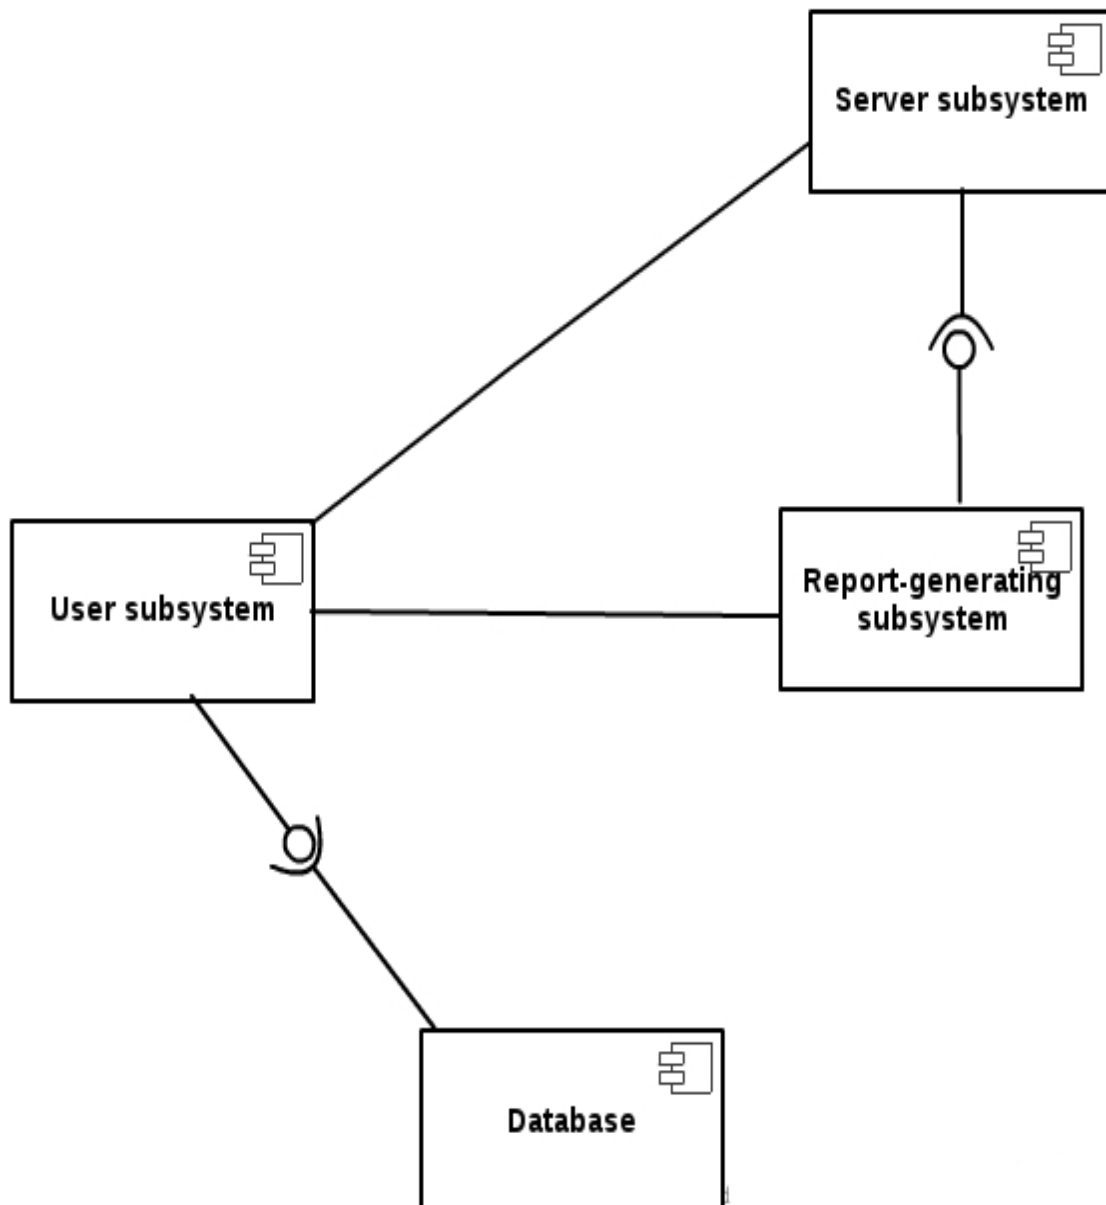 Server subsystem
User subsystem
Report-generating
subsystem
Database